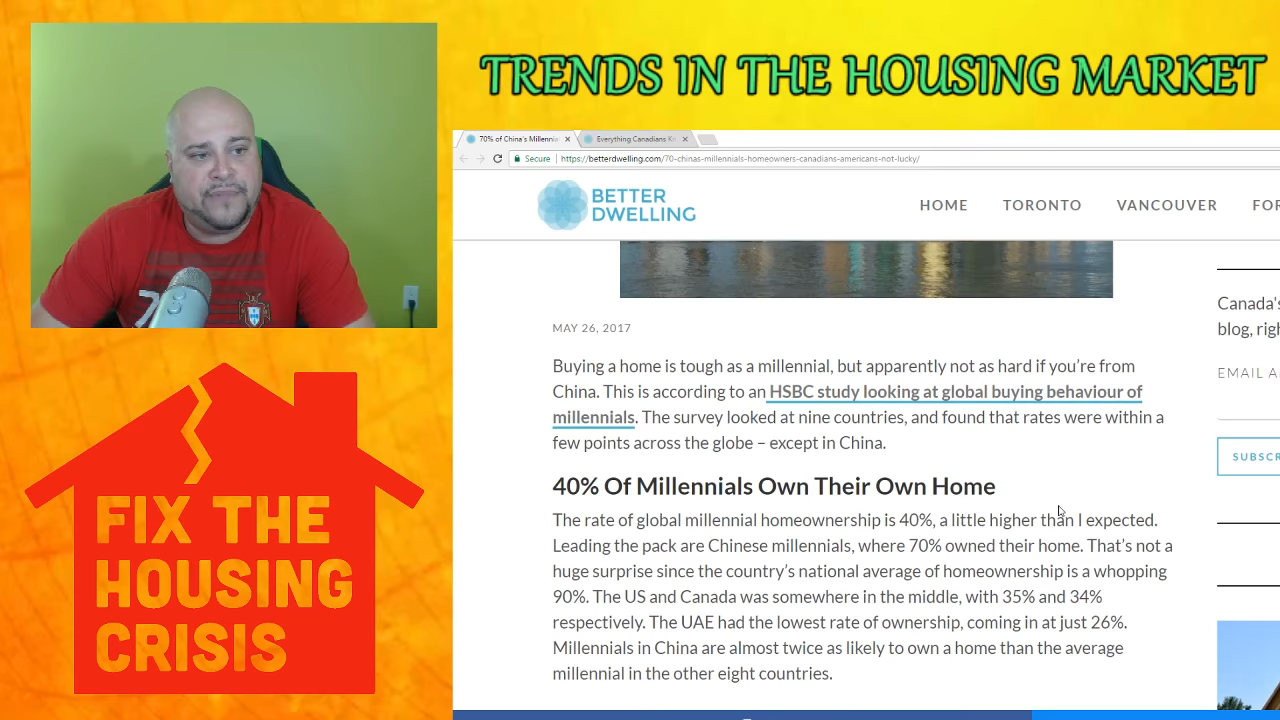 TRENDS IN THE HOUSING MARKET
70% of China's Millennia
Everything Canadians K
Secure
https://betterdwelling.com/70-chinas-millennials-homeowners-canadians-americans-not-lucky/
BETTER
DWELLING
HOME
TORONTO
VANCOUVER
FOR
MAY 26, 2017
Buying a home is tough as a millennial, but apparently not as hard if you're from
China. This is according to an HSBC study looking at global buying behaviour of
millennials. The survey looked at nine countries, and found that rates were within a
few points across the globe – except in China.
40% Of Millennials Own Their Own Home
The rate of global millennial homeownership is 40%, a little higher than I expected.
Leading the pack are Chinese millennials, where 70% owned their home. That's not a
huge surprise since the country's national average of homeownership is a whopping
90%. The US and Canada was somewhere in the middle, with 35% and 34%
respectively. The UAE had the lowest rate of ownership, coming in at just 26%.
Millennials in China are almost twice as likely to own a home than the average
millennial in the other eight countries.
Canada's
blog, righ
EMAIL A
SUBSCR
FIX THE
HOUSING
CRISIS